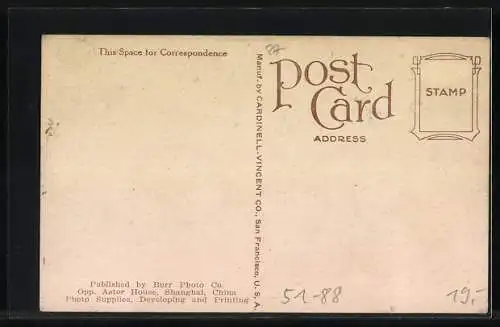 This Space for Correspondence
Manuf. by CARDINELL-VINCENT CO., San Francisco, U. S. A.
Post
Card
ADDRESS
STAMP
Published by Burr Photo Co.
Opp. Astor House, Shanghai, China
Photo Supplies, Developing and Printing
51-88
19,-